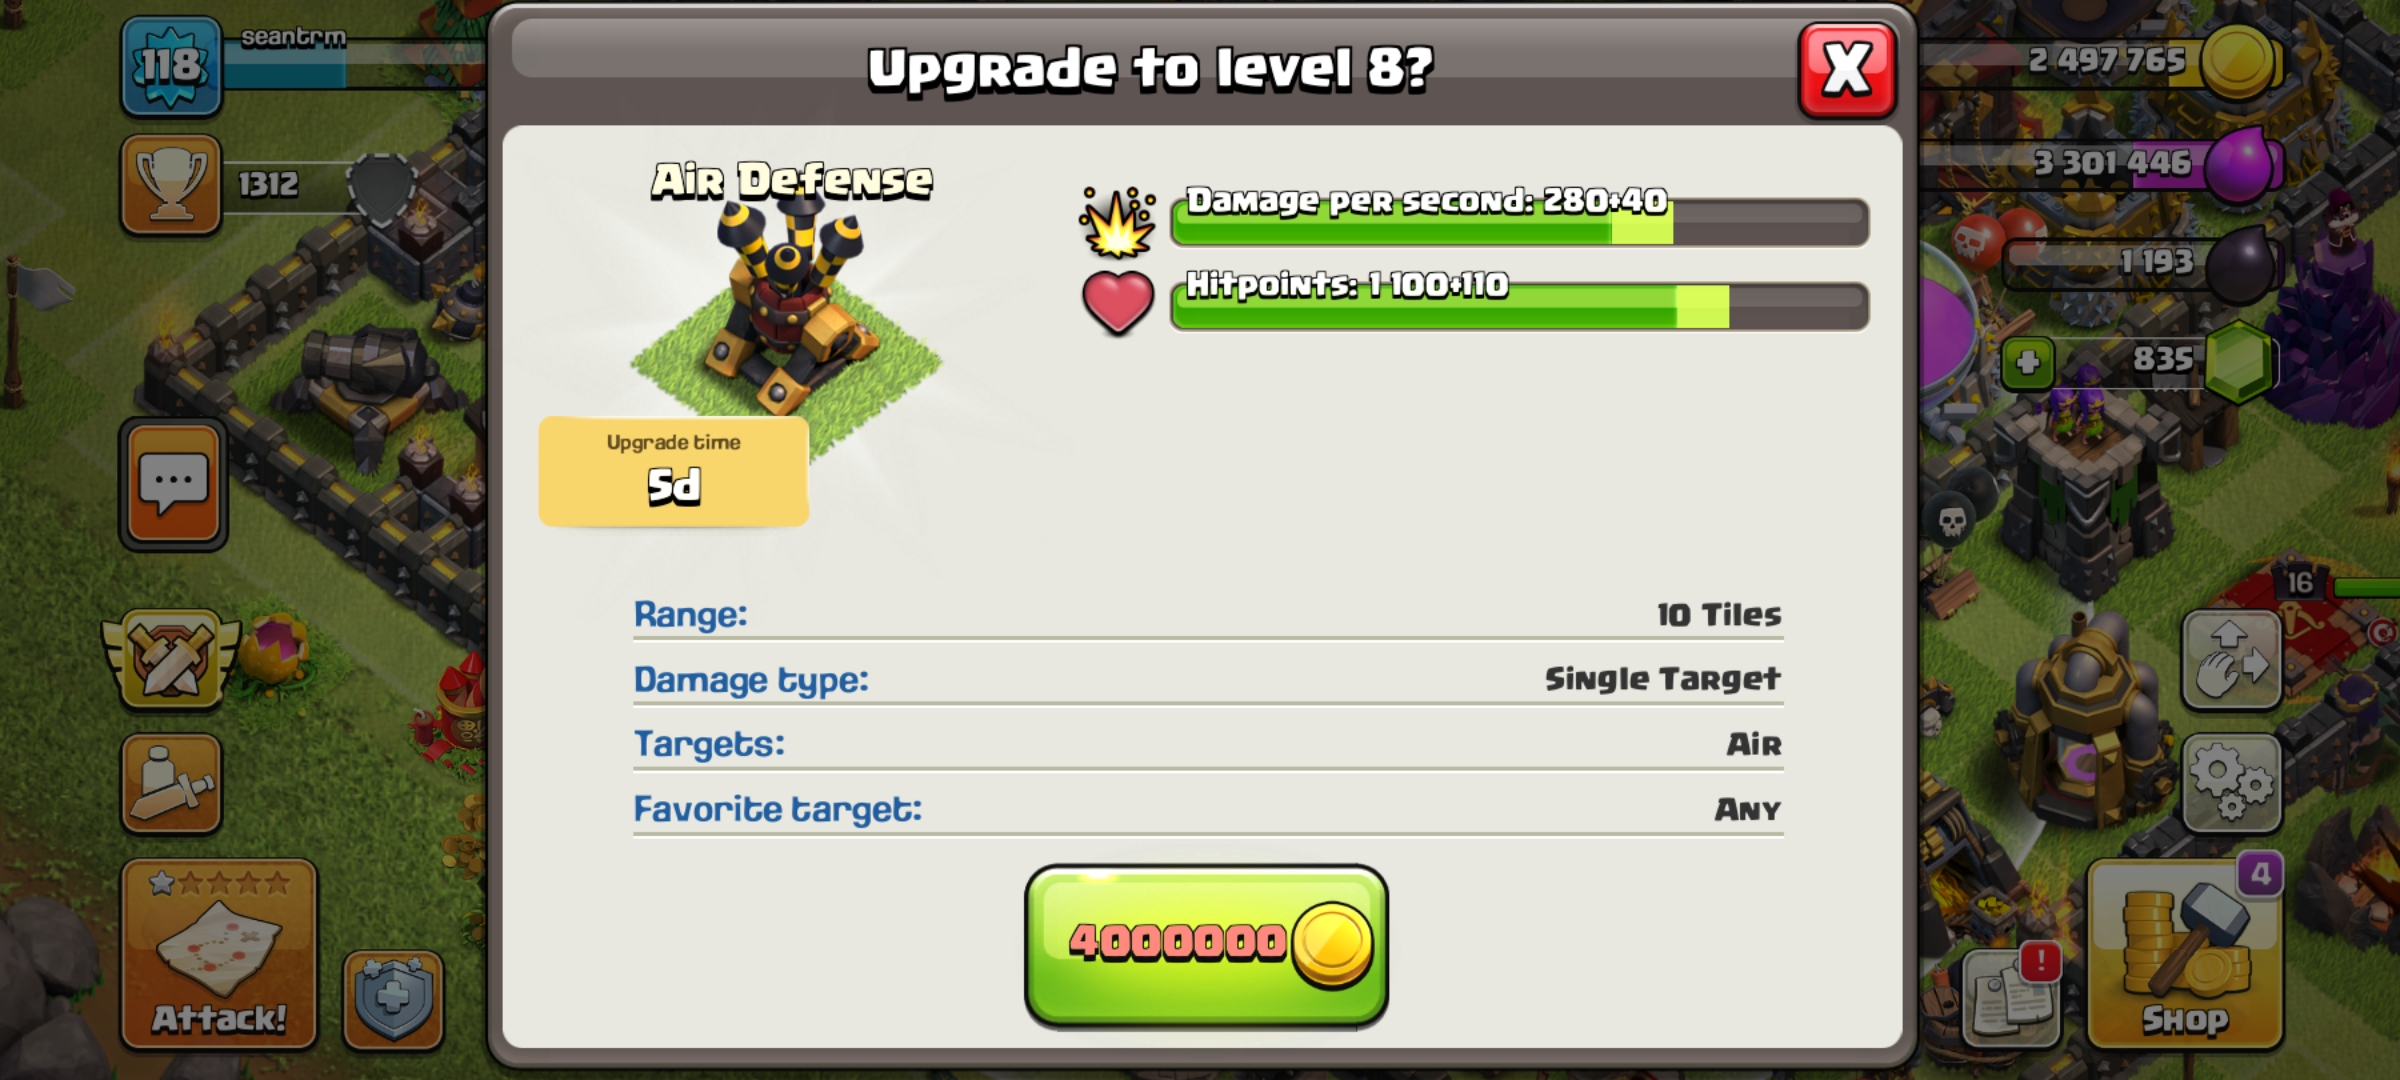 118
seantrm
Upgrade to level 8?
X
2 497 765
1312
3 301 446
Air Defense
Damage per second: 280+40
Hitpoints: 1 100+110
1 193
835
Upgrade time
5d
16
Range: 10 Tiles
Damage type: Single Target
Targets: Air
Favorite target: Any
4000000
4
!
Attack!
Shop